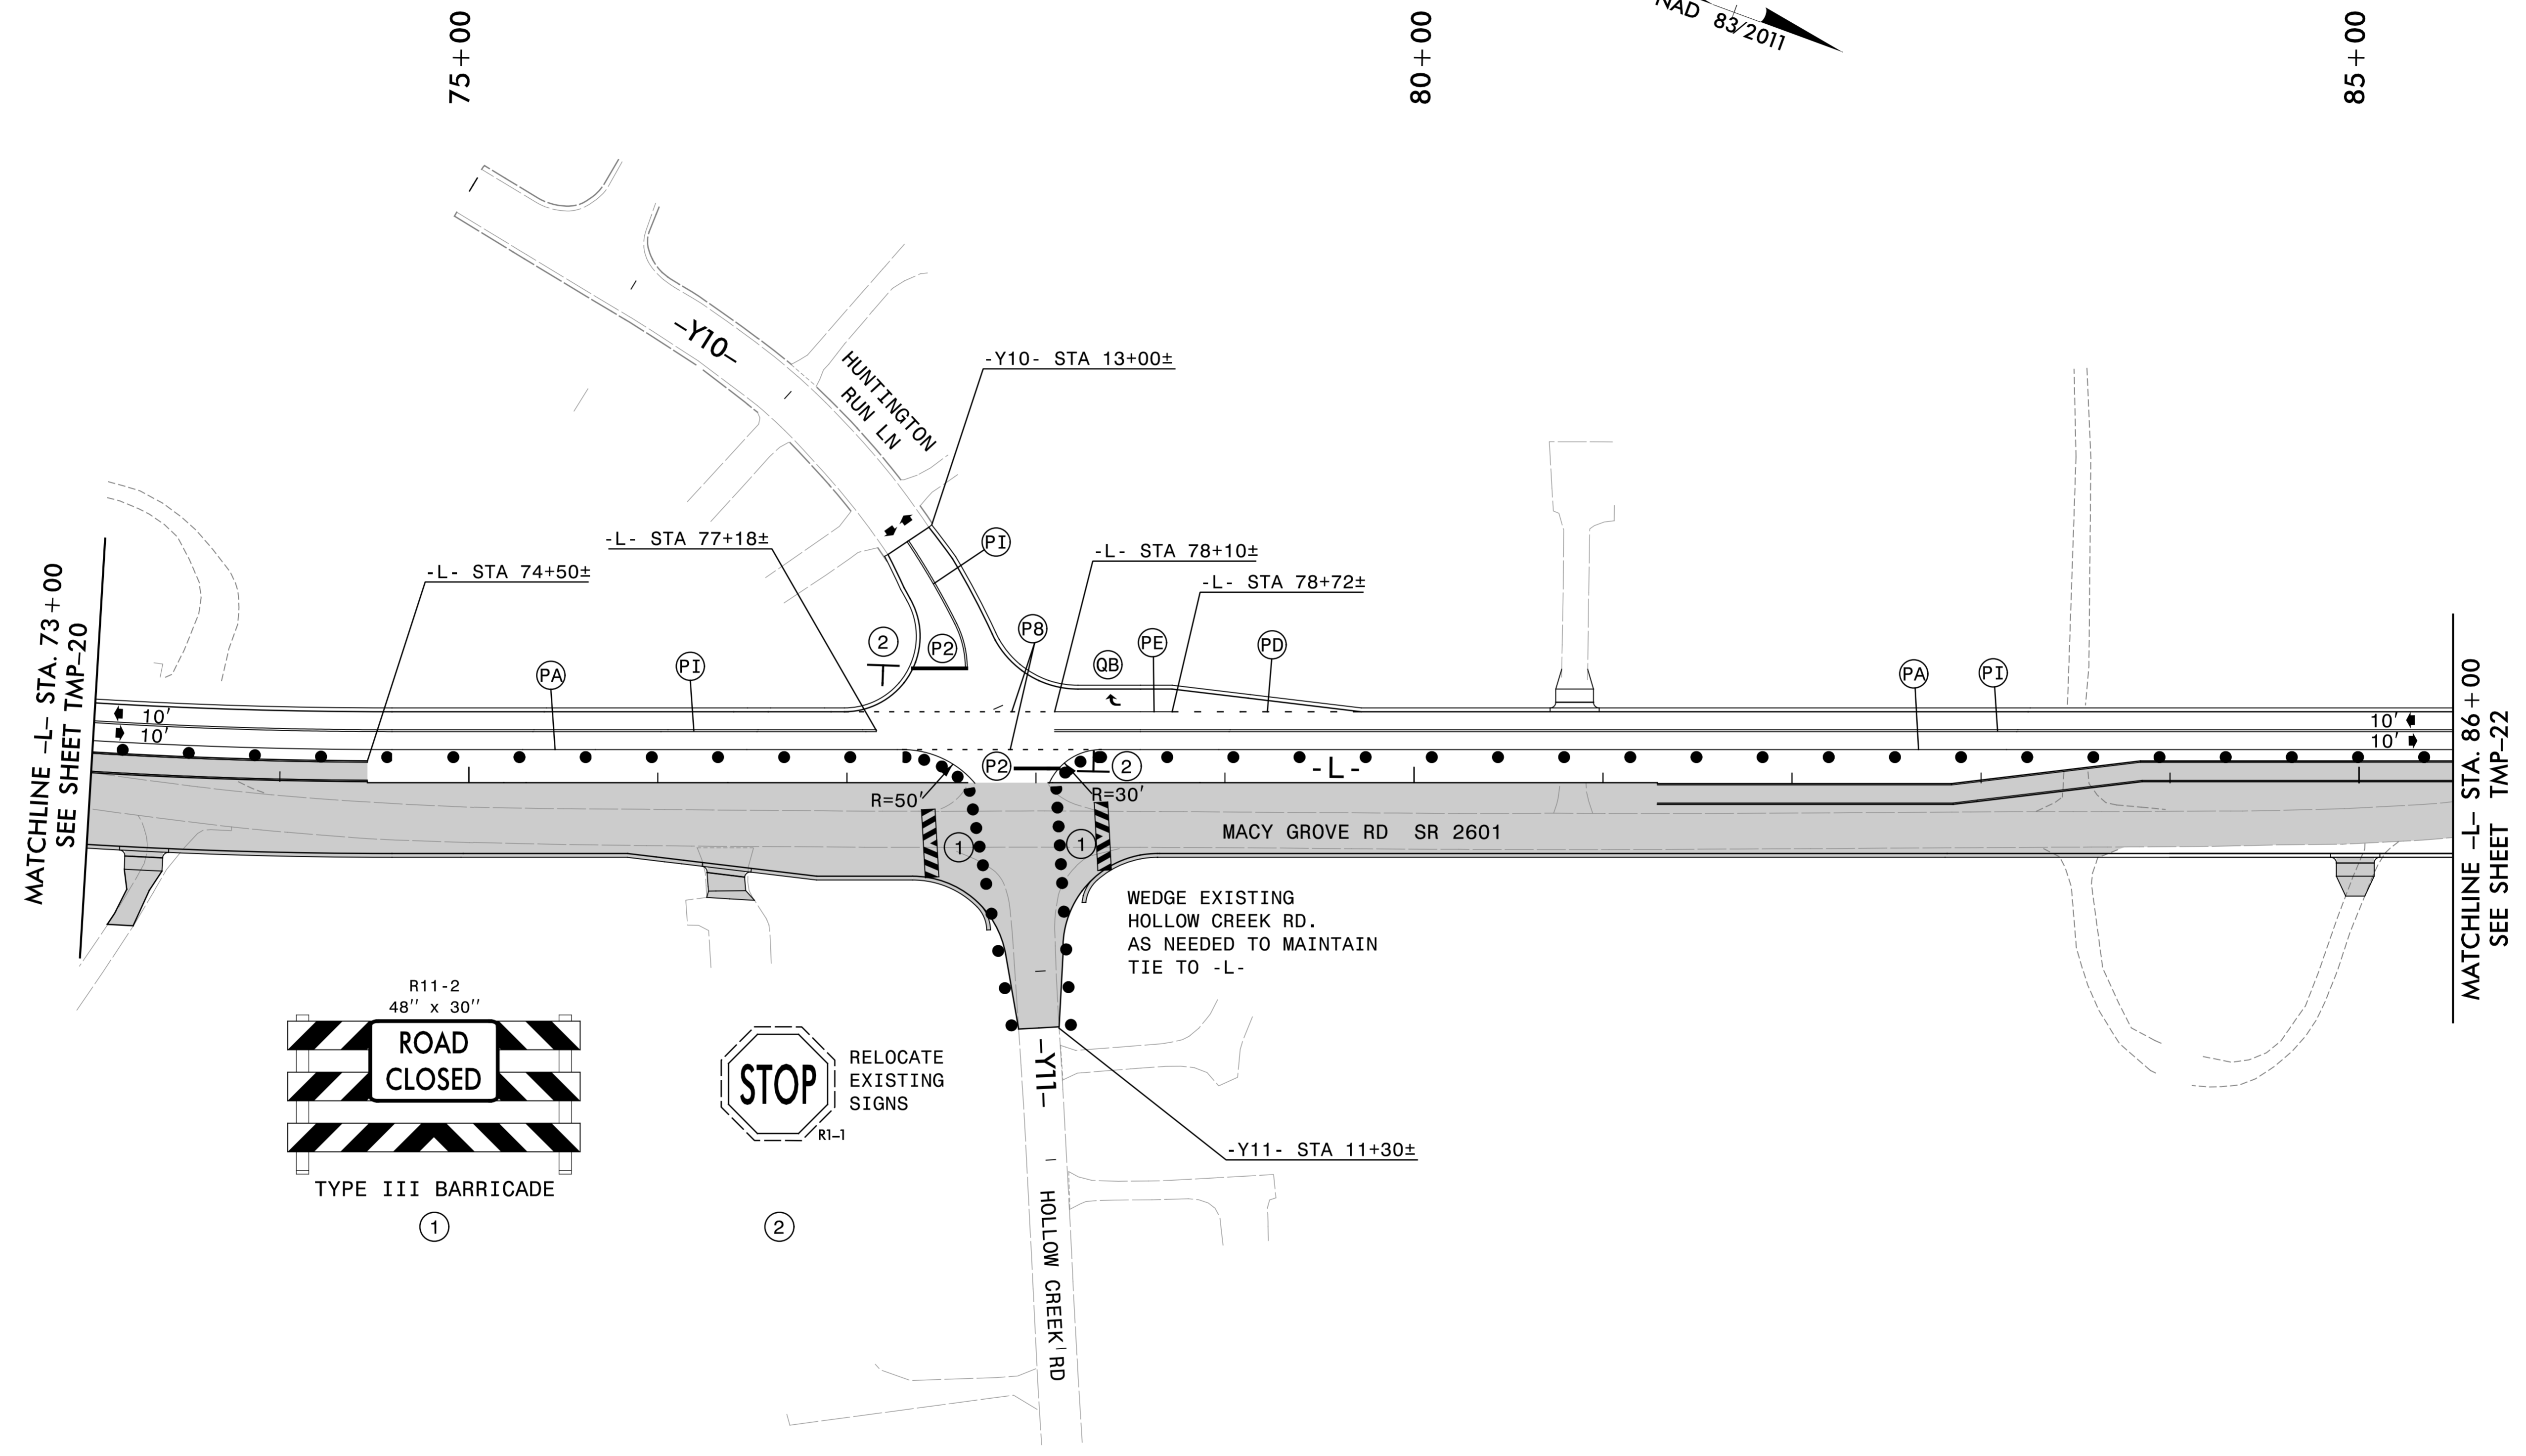 75+00
80+00
85+00
NAD 83/2011
-Y10-
HUNTINGTON
RUN LN
-Y10- STA 13+00±
-L- STA 77+18±
PI
-L- STA 78+10±
-L- STA 74+50±
-L- STA 78+72±
2
P2
P8
QB
PE
PD
PA
PI
PA
PI
MATCHLINE -L- STA. 73+00
SEE SHEET TMP-20
10'
10'
10'
10'
MATCHLINE -L- STA. 86+00
SEE SHEET TMP-22
P2
2
-L-
R=50'
R=30'
1
1
MACY GROVE RD SR 2601
WEDGE EXISTING
HOLLOW CREEK RD.
AS NEEDED TO MAINTAIN
TIE TO -L-
R11-2
48" x 30"
ROAD
CLOSED
TYPE III BARRICADE
1
STOP
R1-1
RELOCATE
EXISTING
SIGNS
2
-Y11-
-Y11- STA 11+30±
HOLLOW CREEK RD